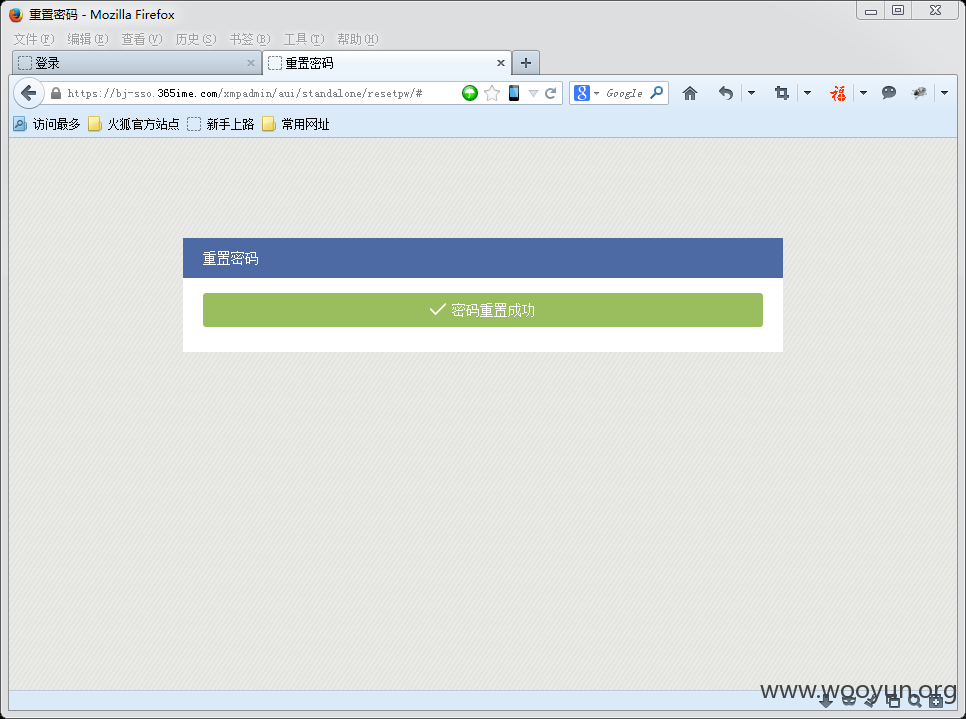 重置密码 - Mozilla Firefox
文件(F) 编辑(E) 查看(V) 历史(S) 书签(B) 工具(T) 帮助(H)
登录 × 重置密码 × +
https://bj-sso.365ime.com/xmpadmin/aui/standalone/resetpw/# 8 Google 福
访问最多 火狐官方站点 新手上路 常用网址
重置密码
密码重置成功
www.wooyun.org